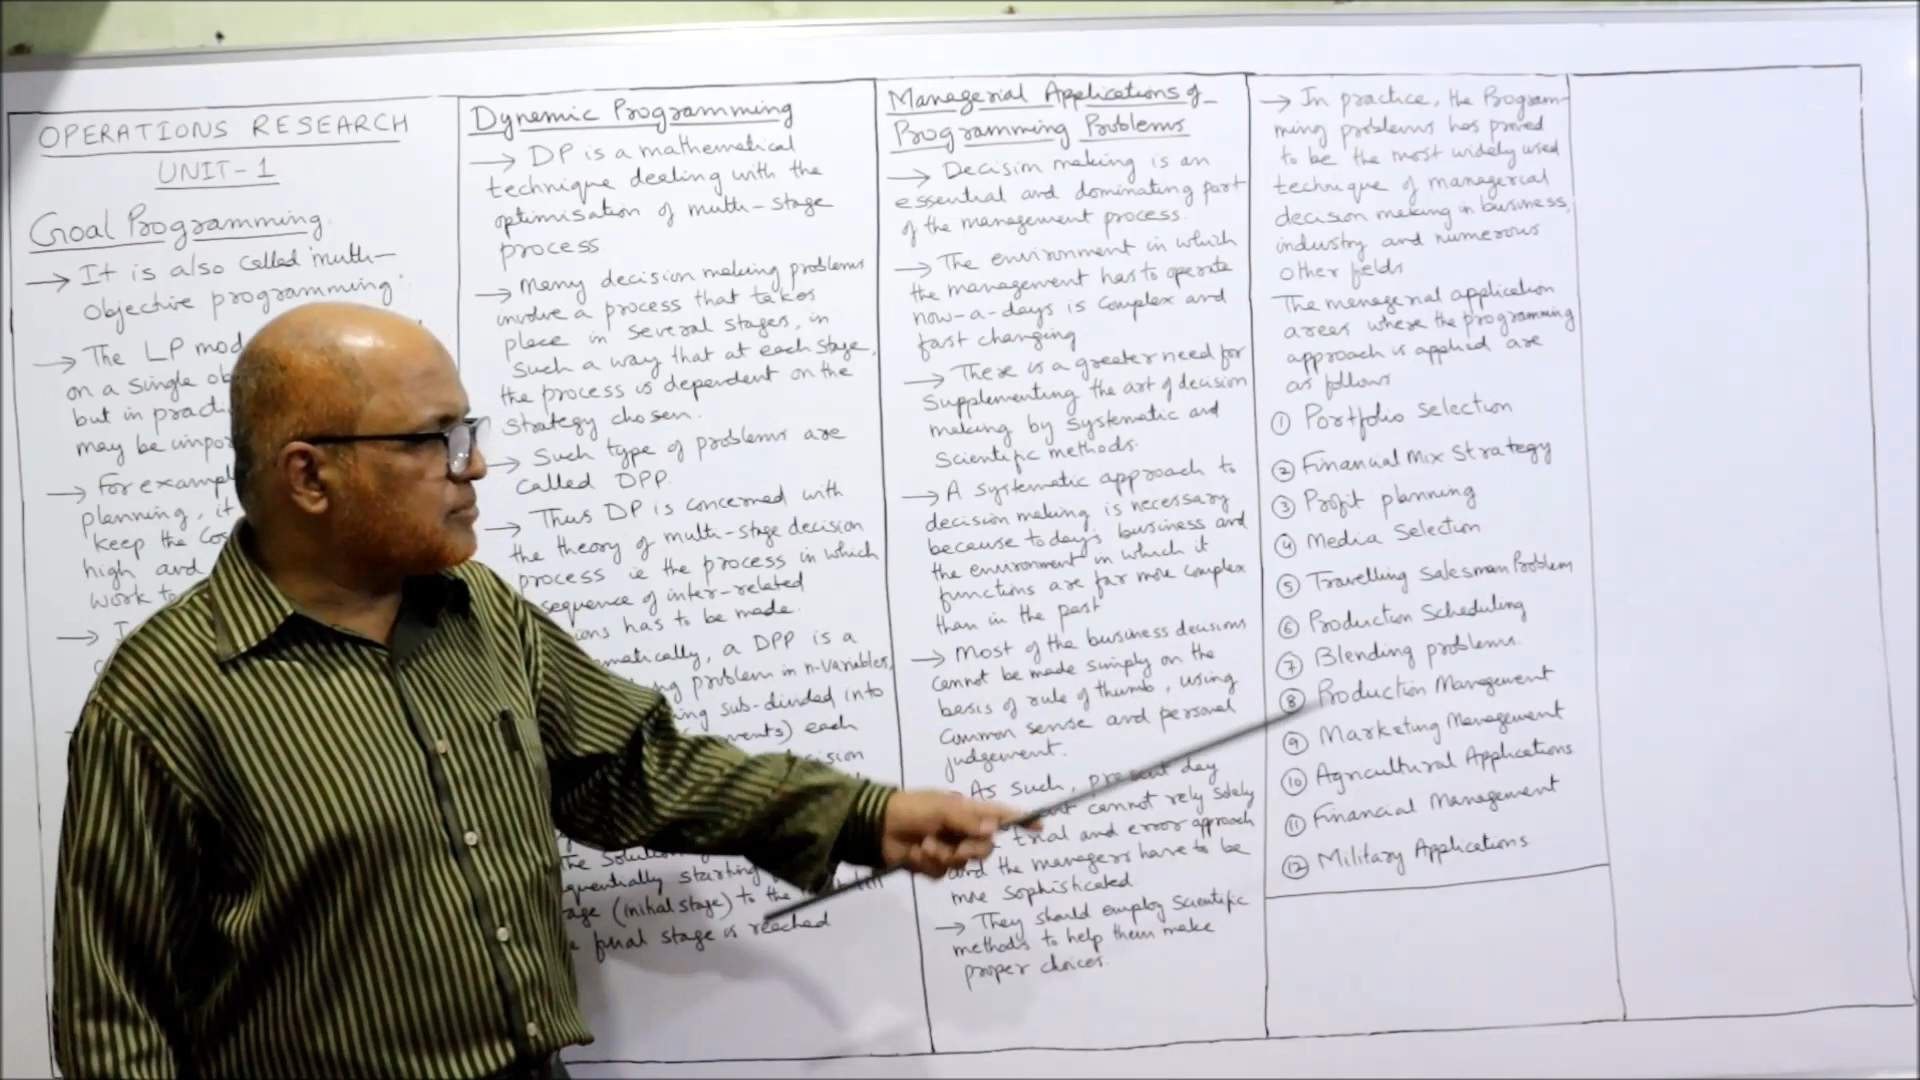 OPERATIONS RESEARCH
UNIT-1
Goal Programming.
→ It is also called multi-
Objective programming.
→ The LP
on a single
but in
may be
→ For
planning, it
keep the
high and
work to
→
Dynemic Programming
→ DP is a mathematical
technique dealing with the
optimisation of multi-stage
process
→ Many decision making problems
involve a process that takes
place in several stages, in
Such a way that at each stage,
the process is dependent on the
strategy chosen.
→ Such type of problems are
called DPP.
→ Thus DP is concerned with
the theory of multi-stage decision
process ie the process in which
sequence of inter-related
has to be made.
a DPP is a
problem in n-variables,
sub-divided into
each
The
starting
(initial stage) to the
final stage is reached
Managerial Applications of
Programming Problems
→ Decision making is an
essential and dominating part
of the management process.
→ The environment in which
the management has to operate
now-a-days is complex and
fast changing
→ There is a greater need for
Supplementing the art of decision
making by systematic and
Scientific methods.
→ A systematic approach to
decision making is necessary
because today's business and
the environment in which it
functions are far more complex
than in the past
→ Most of the business decisions
cannot be made simply on the
basis of rule of thumb, using
common sense and personal
judgement.
As such, present day
cannot rely solely
trial and error approach
and the managers have to be
more sophisticated
→ They should employ scientific
methods to help them make
proper choices.
→ In practice, the Program-
ming problems has proved
to be the most widely used
technique of managerial
decision making in business,
industry and numerous
Other fields
The managerial application
areas where the programming
approach is applied are
as follows
① Portfolio selection
② Financial Mix Strategy
③ Profit planning
④ Media Selection
⑤ Travelling Salesman Problem
⑥ Production Scheduling
⑦ Blending problems.
⑧ Production Management
⑨ Marketing Management
⑩ Agricultural Applications
⑪ Financial Management
⑫ Military Applications